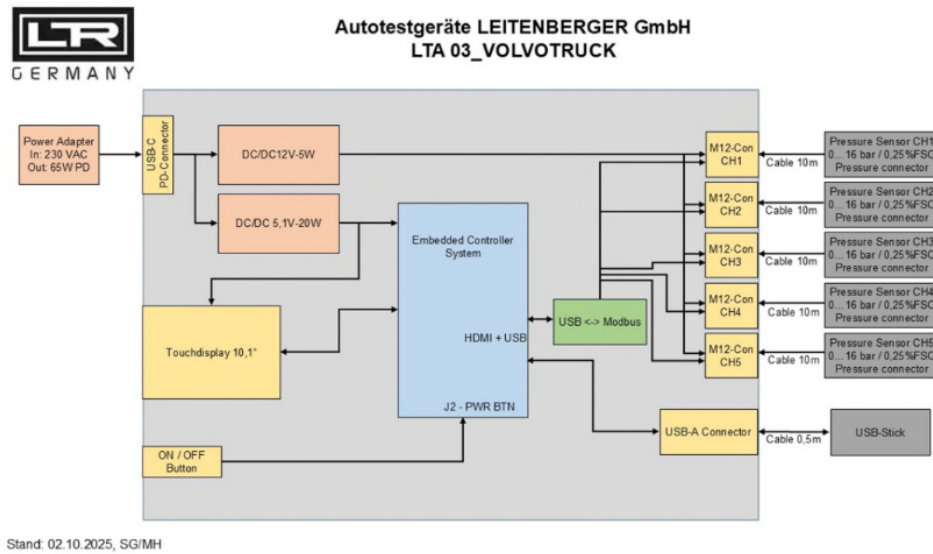 LTR
GERMANY
Autotestgeräte LEITENBERGER GmbH
LTA 03_VOLVOTRUCK
Power Adapter
In: 230 VAC
Out: 65W PD
USB-C
PD-Connector
DC/DC12V-5W
DC/DC 5,1V-20W
Embedded Controller
System
HDMI + USB
J2 - PWR BTN
Touchdisplay 10,1"
ON / OFF
Button
USB <-> Modbus
M12-Con
CH1
Cable 10m
Pressure Sensor CH1
0... 16 bar / 0,25%FSO
Pressure connector
M12-Con
CH2
Cable 10m
Pressure Sensor CH2
0... 16 bar / 0,25%FSO
Pressure connector
M12-Con
CH3
Cable 10m
Pressure Sensor CH3
0... 16 bar / 0,25%FSO
Pressure connector
M12-Con
CH4
Cable 10m
Pressure Sensor CH4
0... 16 bar / 0,25%FSO
Pressure connector
M12-Con
CH5
Cable 10m
Pressure Sensor CH5
0... 16 bar / 0,25%FSO
Pressure connector
USB-A Connector
Cable 0,5m
USB-Stick
Stand: 02.10.2025, SG/MH